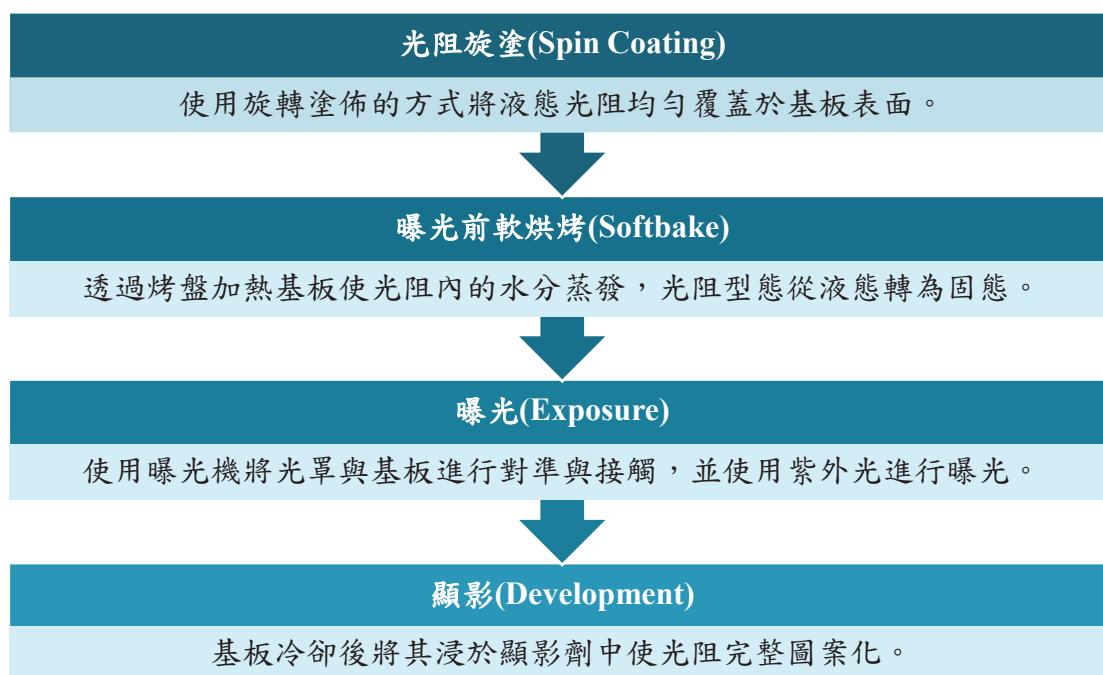 光阻旋塗(Spin Coating)
使用旋轉塗佈的方式將液態光阻均勻覆蓋於基板表面。
曝光前軟烘烤(Softbake)
透過烤盤加熱基板使光阻內的水分蒸發，光阻型態從液態轉為固態。
曝光(Exposure)
使用曝光機將光罩與基板進行對準與接觸，並使用紫外光進行曝光。
顯影(Development)
基板冷卻後將其浸於顯影劑中使光阻完整圖案化。